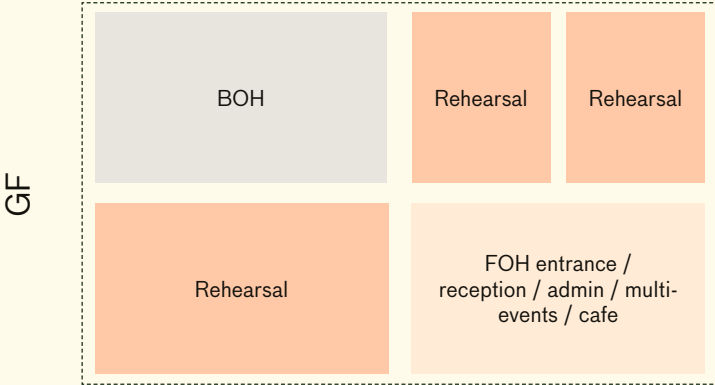 GF
BOH
Rehearsal
Rehearsal
Rehearsal
FOH entrance /
reception / admin / multi-
events / cafe